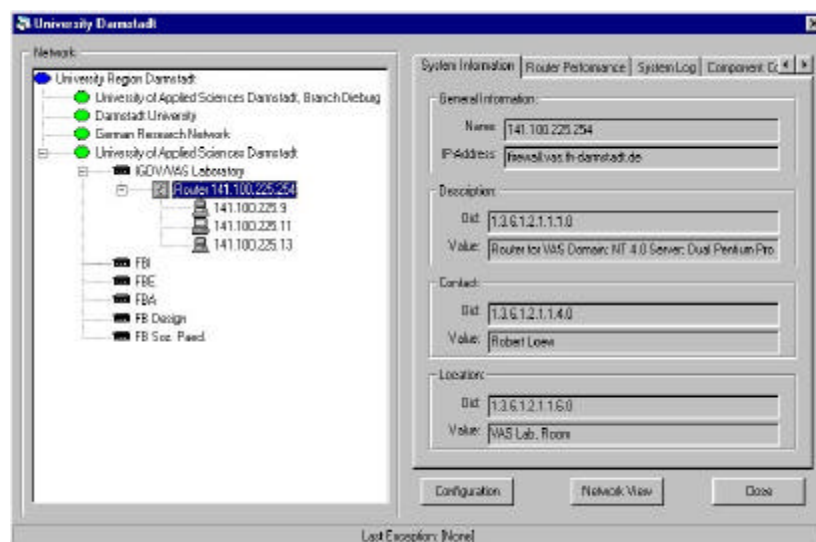 University Darmstadt
Network
University Region Darmstadt
University of Applied Sciences Darmstadt, Branch Dieburg
Darmstadt University
German Research Network
University of Applied Sciences Darmstadt
IGDV/VAS Laboratory
Router 141.100.225.254
141.100.225.9
141.100.225.11
141.100.225.13
FBI
FBE
FBA
FB Design
FB Soz. Paed.
System Information
Router Performance
System Log
Component
General Information:
Name: 141.100.225.254
IP-Address: firewall.vas.fh-darmstadt.de
Description:
Oid: 1.3.6.1.2.1.1.1.0
Value: Router for VAS Domain; NT 4.0 Server; Dual Pentium Pro
Contact:
Oid: 1.3.6.1.2.1.1.4.0
Value: Robert Loew
Location:
Oid: 1.3.6.1.2.1.1.6.0
Value: VAS Lab, Room
Configuration
Network View
Close
Last Exception: [None]